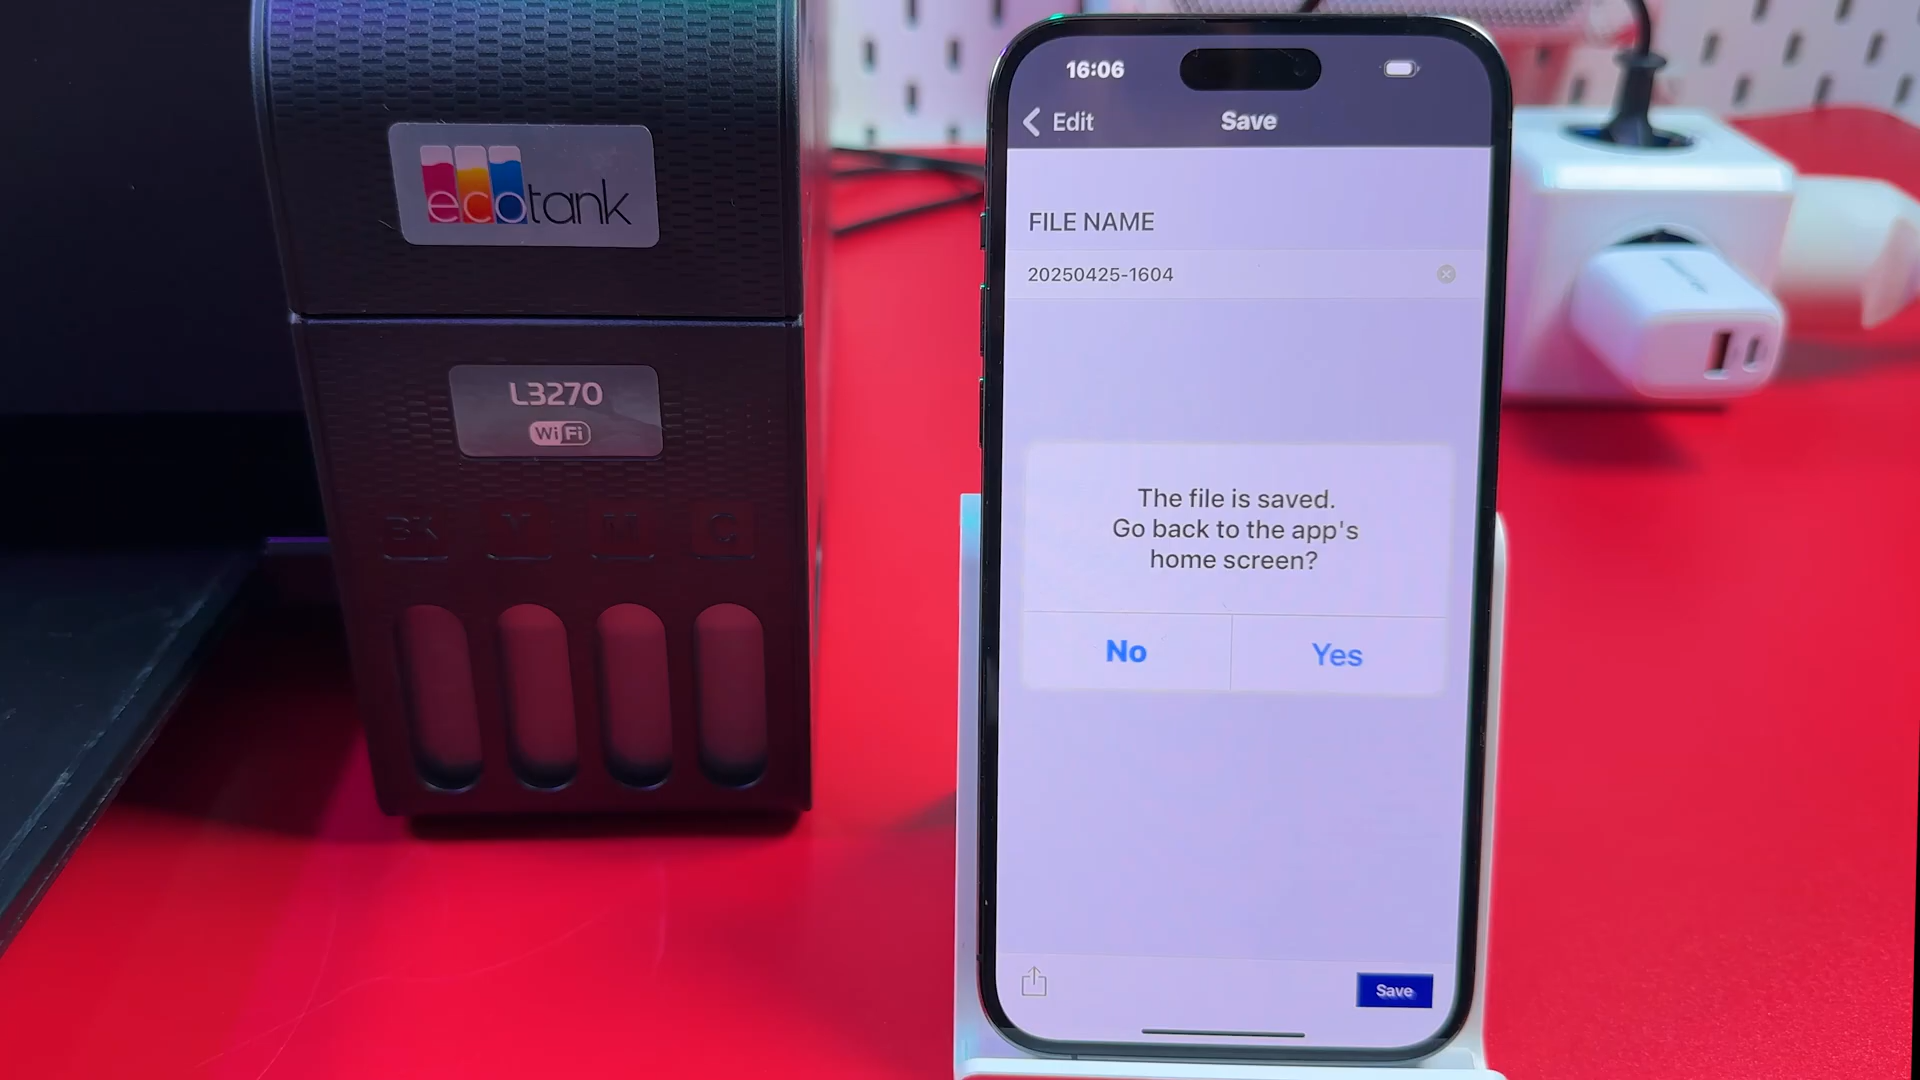 ecotank
L3270
WiFi
BK Y M C
16:06
Edit
Save
FILE NAME
20250425-1604
The file is saved.
Go back to the app's
home screen?
No
Yes
Save